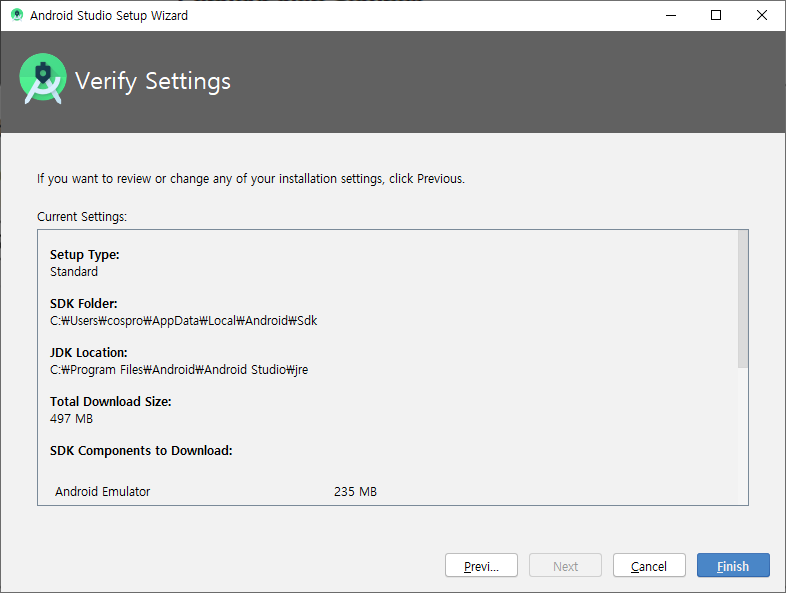 Android Studio Setup Wizard
Verify Settings
If you want to review or change any of your installation settings, click Previous.
Current Settings:
Setup Type:
Standard
SDK Folder:
C:₩Users₩cospro₩AppData₩Local₩Android₩Sdk
JDK Location:
C:₩Program Files₩Android₩Android Studio₩jre
Total Download Size:
497 MB
SDK Components to Download:
Android Emulator 235 MB
Previ... Next Cancel Finish